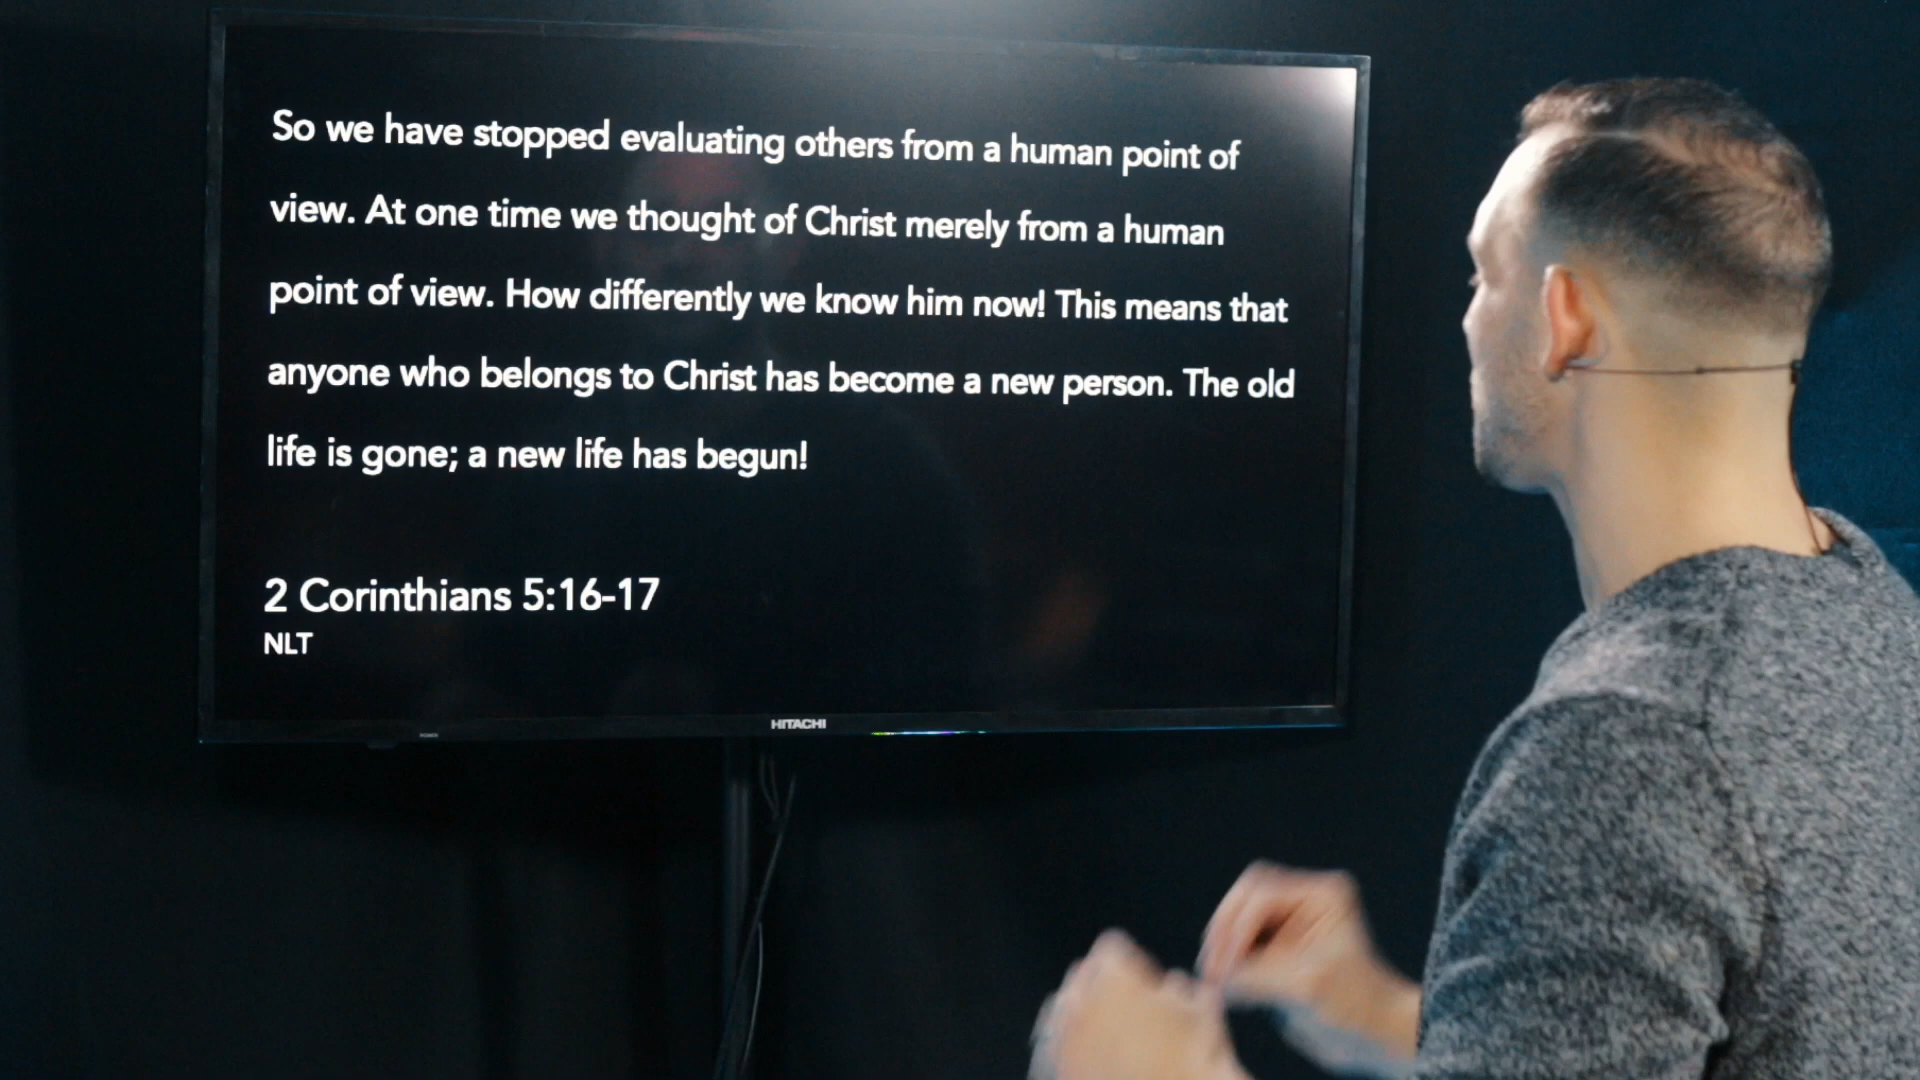 So we have stopped evaluating others from a human point of
view. At one time we thought of Christ merely from a human
point of view. How differently we know him now! This means that
anyone who belongs to Christ has become a new person. The old
life is gone; a new life has begun!
2 Corinthians 5:16-17
NLT
HITACHI
POWER